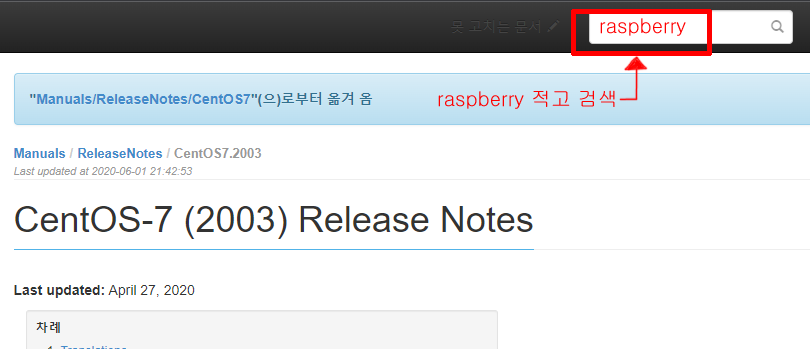 못 고치는 문서
raspberry
"Manuals/ReleaseNotes/CentOS7"(으)로부터 옮겨 옴
raspberry 적고 검색
Manuals / ReleaseNotes / CentOS7.2003
Last updated at 2020-06-01 21:42:53
CentOS-7 (2003) Release Notes
Last updated: April 27, 2020
차례
1. Translations